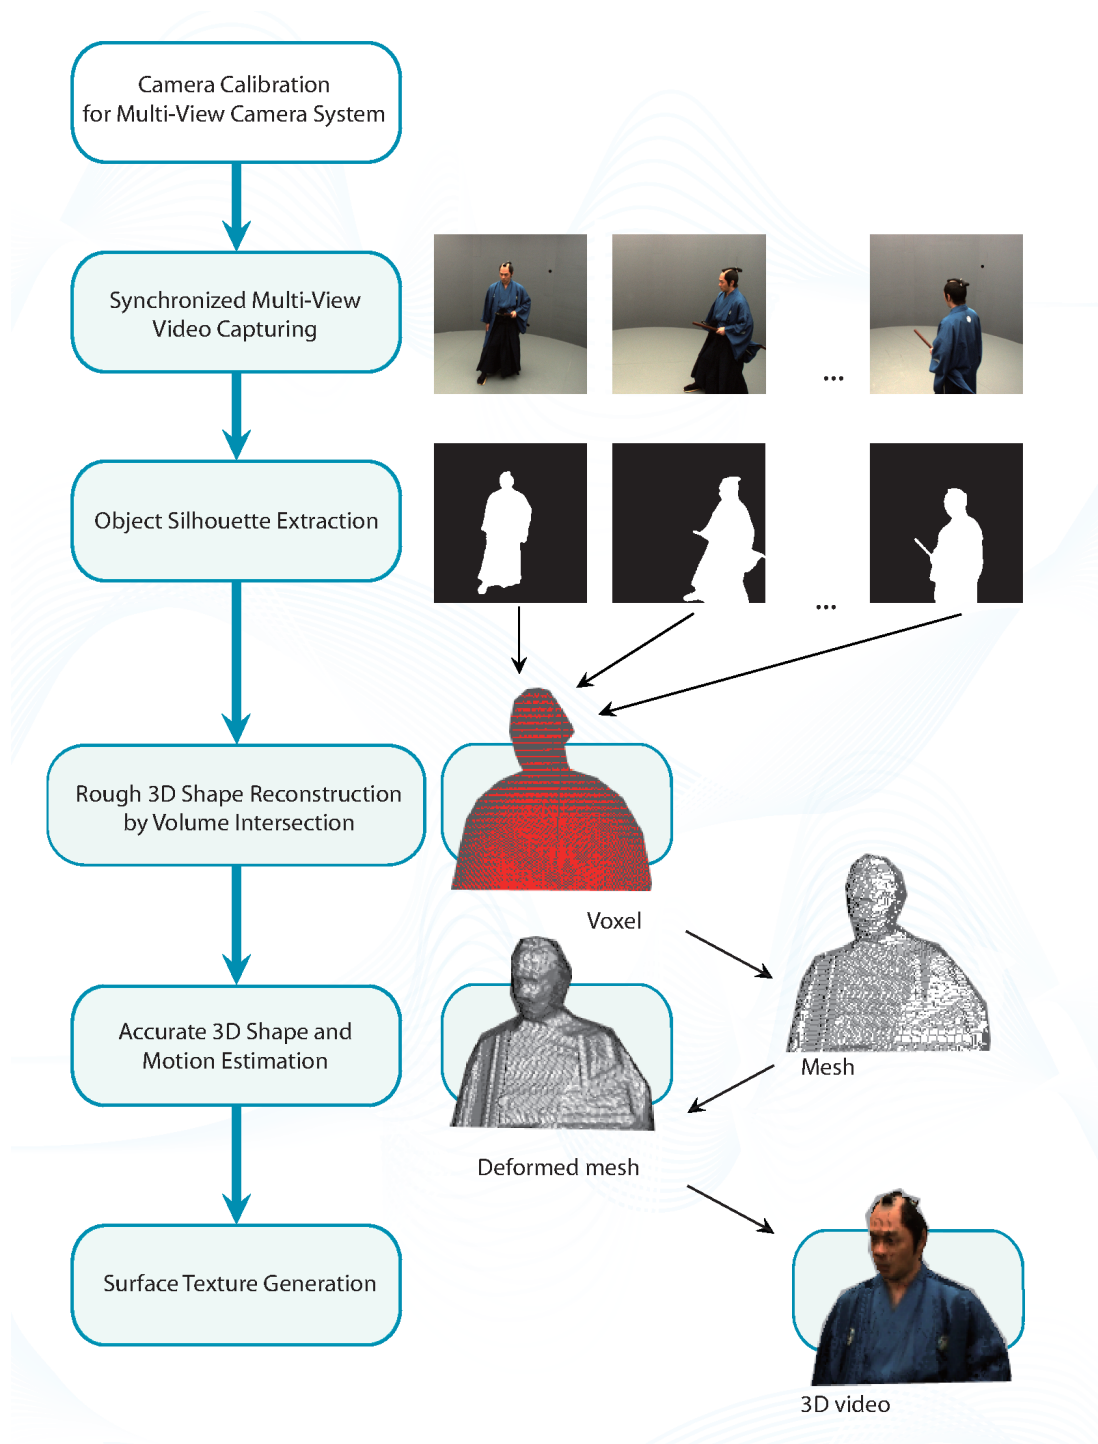 Camera Calibration
for Multi-View Camera System
Synchronized Multi-View
Video Capturing
...
Object Silhouette Extraction
...
Rough 3D Shape Reconstruction
by Volume Intersection
Voxel
Accurate 3D Shape and
Motion Estimation
Mesh
Deformed mesh
Surface Texture Generation
3D video